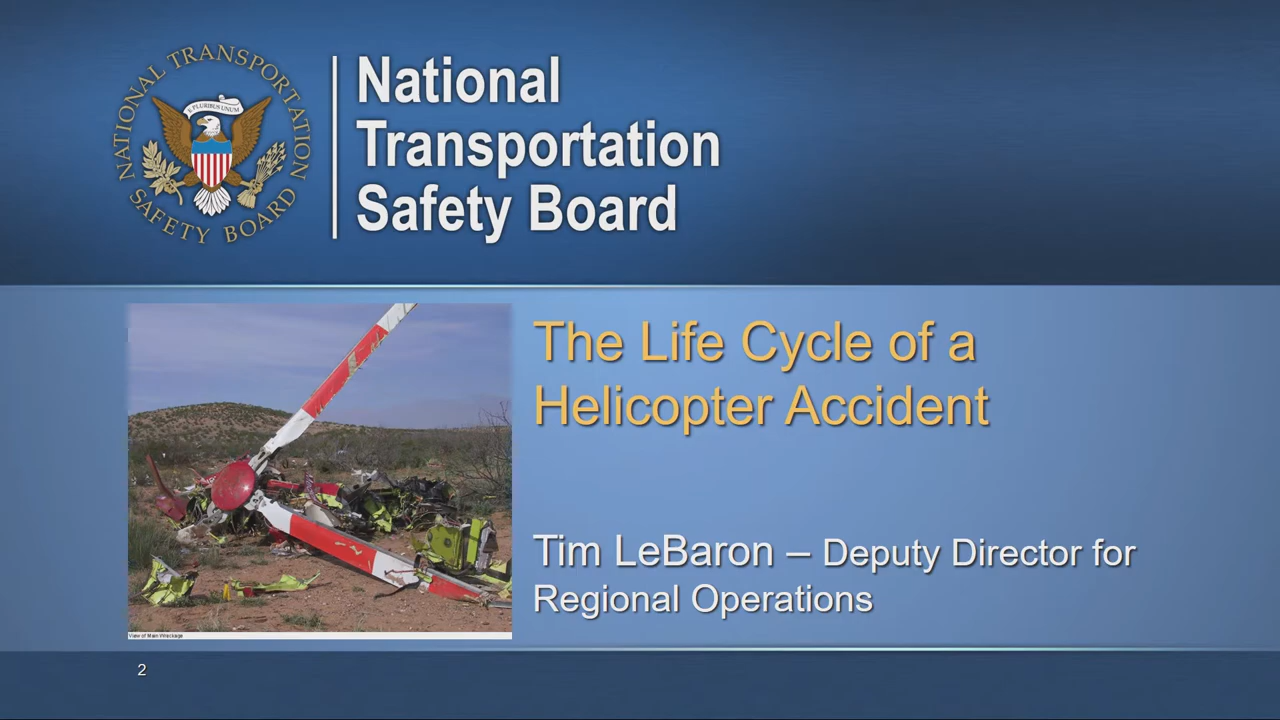 NATIONAL TRANSPORTATION SAFETY BOARD
E PLURIBUS UNUM
National
Transportation
Safety Board
The Life Cycle of a
Helicopter Accident
Tim LeBaron – Deputy Director for
Regional Operations
View of Main Wreckage
2